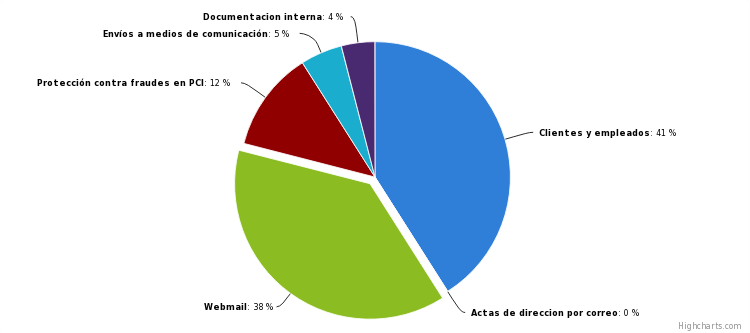 Documentacion interna: 4 %
Envíos a medios de comunicación: 5 %
Protección contra fraudes en PCI: 12 %
Clientes y empleados: 41 %
Webmail: 38 %
Actas de direccion por correo: 0 %
Highcharts.com